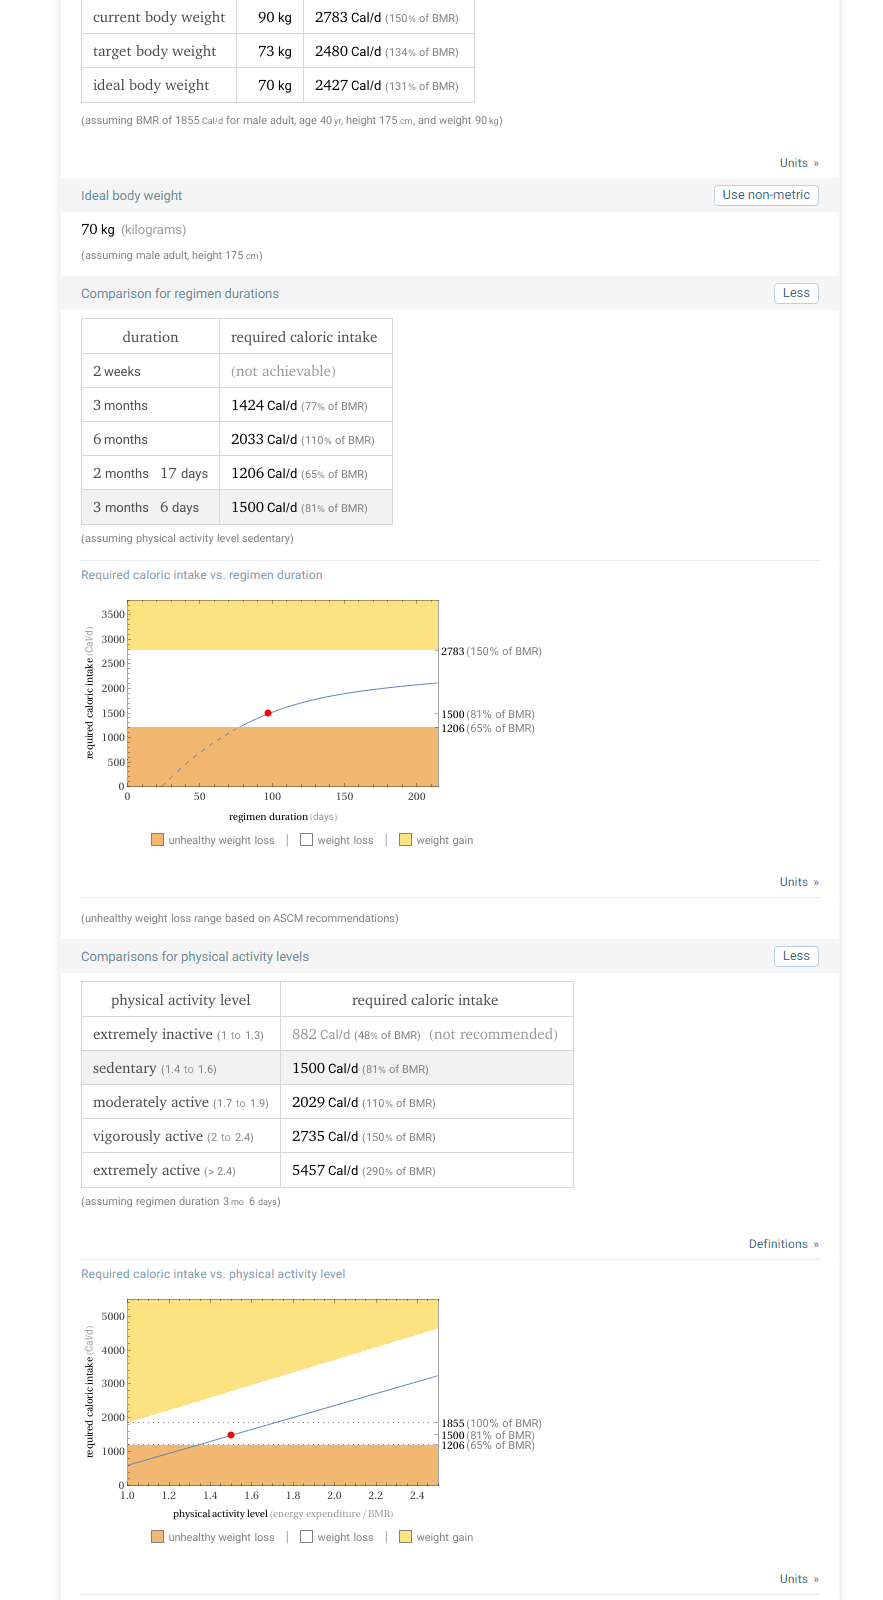 current body weight 90 kg 2783 Cal/d (150% of BMR)
target body weight 73 kg 2480 Cal/d (134% of BMR)
ideal body weight 70 kg 2427 Cal/d (131% of BMR)
(assuming BMR of 1855 Cal/d for male adult, age 40 yr, height 175 cm, and weight 90 kg)
Units »
Ideal body weight Use non-metric
70 kg (kilograms)
(assuming male adult, height 175 cm)
Comparison for regimen durations Less
duration required caloric intake
2 weeks (not achievable)
3 months 1424 Cal/d (77% of BMR)
6 months 2033 Cal/d (110% of BMR)
2 months 17 days 1206 Cal/d (65% of BMR)
3 months 6 days 1500 Cal/d (81% of BMR)
(assuming physical activity level sedentary)
Required caloric intake vs. regimen duration
required caloric intake (Cal/d)
3500
3000
2500
2000
1500
1000
500
0
2783 (150% of BMR)
1500 (81% of BMR)
1206 (65% of BMR)
0 50 100 150 200
regimen duration (days)
unhealthy weight loss | weight loss | weight gain
Units »
(unhealthy weight loss range based on ASCM recommendations)
Comparisons for physical activity levels Less
physical activity level required caloric intake
extremely inactive (1 to 1.3) 882 Cal/d (48% of BMR) (not recommended)
sedentary (1.4 to 1.6) 1500 Cal/d (81% of BMR)
moderately active (1.7 to 1.9) 2029 Cal/d (110% of BMR)
vigorously active (2 to 2.4) 2735 Cal/d (150% of BMR)
extremely active (> 2.4) 5457 Cal/d (290% of BMR)
(assuming regimen duration 3 mo 6 days)
Definitions »
Required caloric intake vs. physical activity level
required caloric intake (Cal/d)
5000
4000
3000
2000
1000
0
1855 (100% of BMR)
1500 (81% of BMR)
1206 (65% of BMR)
1.0 1.2 1.4 1.6 1.8 2.0 2.2 2.4
physical activity level (energy expenditure / BMR)
unhealthy weight loss | weight loss | weight gain
Units »